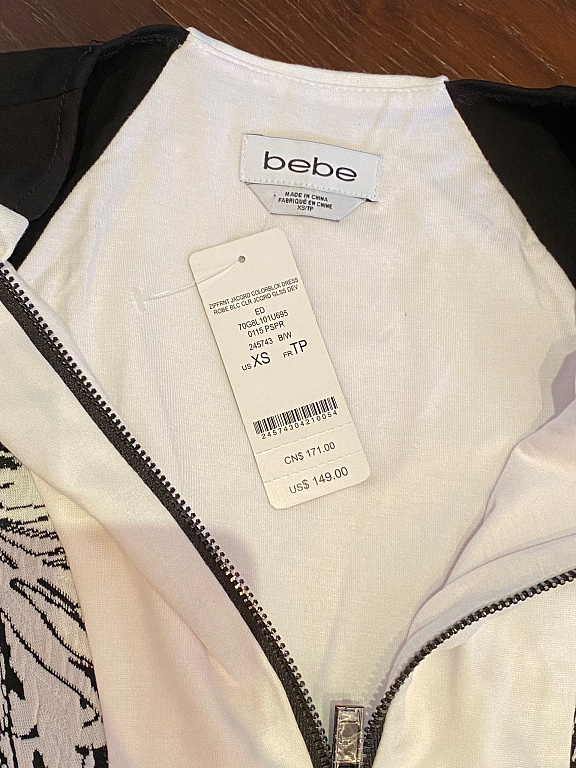 bebe
MADE IN CHINA
FABRIQUÉ EN CHINE
XS/TP
ZIPFRNT JACQRD COLORBLCK DRESS
ROBE BLC CLR JCQRD GLSS DEV
ED
70G8L101U695
0115 PSPR
245743 B/W
US XS FR TP
24574304210054
CN$ 171.00
US$ 149.00